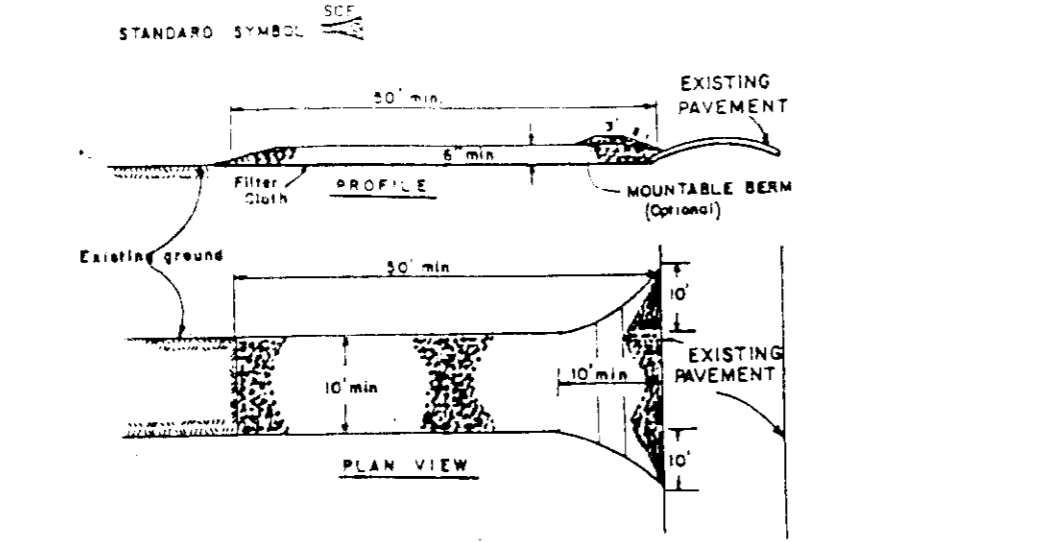 SCE
STANDARD SYMBOL
50' min.
EXISTING
PAVEMENT
3'
6" min
Filter
Cloth
PROFILE
MOUNTABLE BERM
(Optional)
Existing ground
50' min
10'
10' min
10' min
EXISTING
PAVEMENT
10'
PLAN VIEW